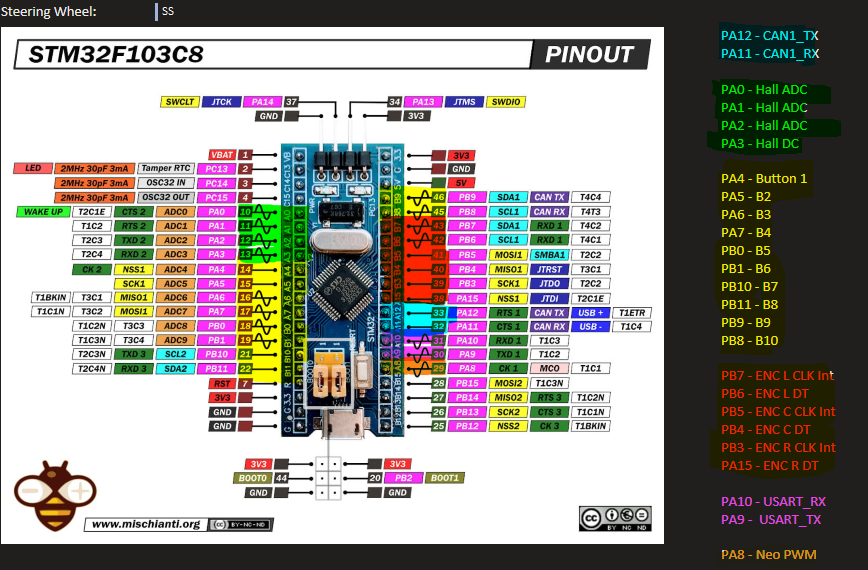 Steering Wheel:
SS
STM32F103C8
PINOUT
SWCLT JTCK PA14 37
34 PA13 JTMS SWDIO
GND
3V3
VBAT 1
LED 2MHz 30pF 3mA Tamper RTC PC13 2
2MHz 30pF 3mA OSC32 IN PC14 3
2MHz 30pF 3mA OSC32 OUT PC15 4
WAKE UP T2C1E CTS 2 ADC0 PA0 10
T1C2 RTS 2 ADC1 PA1 11
T2C3 TXD 2 ADC2 PA2 12
T2C4 RXD 2 ADC3 PA3 13
CK 2 NSS1 ADC4 PA4 14
SCK1 ADC5 PA5 15
T1BKIN T3C1 MISO1 ADC6 PA6 16
T1C1N T3C2 MOSI1 ADC7 PA7 17
T1C2N T3C3 ADC8 PB0 18
T1C3N T3C4 ADC9 PB1 19
T2C3N TXD 3 SCL2 PB10 21
T2C4N RXD 3 SDA2 PB11 22
RST 7
3V3
GND
GND
3V3
GND
5V
46 PB9 SDA1 CAN TX T4C4
45 PB8 SCL1 CAN RX T4T3
43 PB7 SDA1 RXD 1 T4C2
42 PB6 SCL1 RXD 1 T4C1
41 PB5 MOSI1 SMBA1 T2C2
40 PB4 MISO1 JTRST T3C1
39 PB3 SCK1 JTDO T2C2
38 PA15 NSS1 JTDI T2C1E
33 PA12 RTS 1 CAN TX USB + T1ETR
32 PA11 CTS 1 CAN RX USB - T1C4
31 PA10 RXD 1 T1C3
30 PA9 TXD 1 T1C2
29 PA8 CK 1 MCO T1C1
28 PB15 MOSI2 T1C3N
27 PB14 MISO2 RTS 3 T1C2N
26 PB13 SCK2 CTS 3 T1C1N
25 PB12 NSS2 CK 3 T1BKIN
3V3
3V3
BOOT0 44
20 PB2 BOOT1
GND
GND
www.mischianti.org
BY-NC-ND
BY NC ND
PA12 - CAN1_TX
PA11 - CAN1_RX
PA0 - Hall ADC
PA1 - Hall ADC
PA2 - Hall ADC
PA3 - Hall DC
PA4 - Button 1
PA5 - B2
PA6 - B3
PA7 - B4
PB0 - B5
PB1 - B6
PB10 - B7
PB11 - B8
PB9 - B9
PB8 - B10
PB7 - ENC L CLK Int
PB6 - ENC L DT
PB5 - ENC C CLK Int
PB4 - ENC C DT
PB3 - ENC R CLK Int
PA15 - ENC R DT
PA10 - USART_RX
PA9 - USART_TX
PA8 - Neo PWM